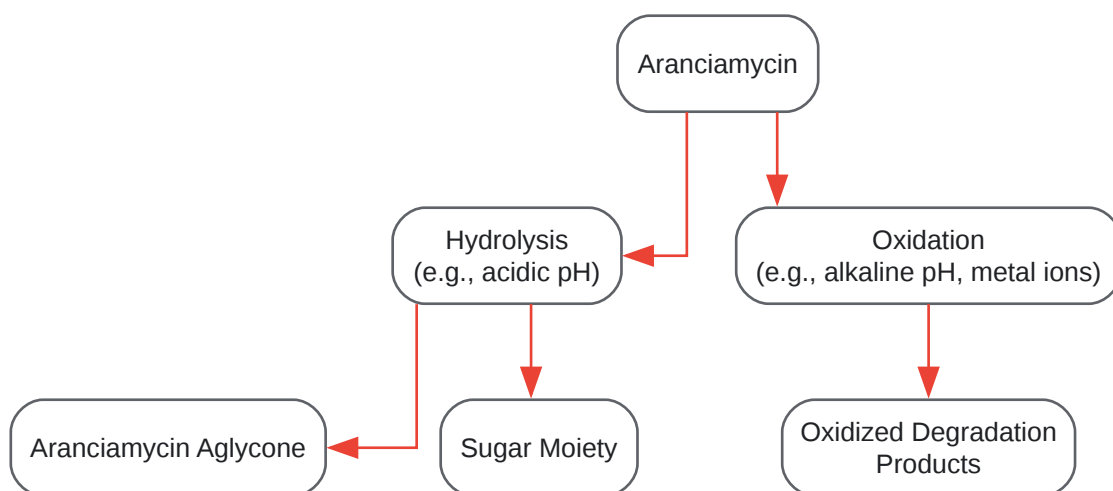 Aranciamycin
Hydrolysis
(e.g., acidic pH)
Oxidation
(e.g., alkaline pH, metal ions)
Aranciamycin Aglycone
Sugar Moiety
Oxidized Degradation
Products